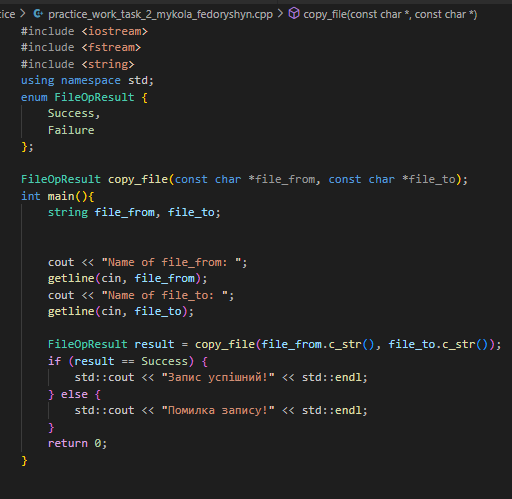 tice > C++ practice_work_task_2_mykola_fedoryshyn.cpp > copy_file(const char *, const char *)
#include <iostream>
#include <fstream>
#include <string>
using namespace std;
enum FileOpResult {
    Success,
    Failure
};

FileOpResult copy_file(const char *file_from, const char *file_to);
int main(){
    string file_from, file_to;


    cout << "Name of file_from: ";
    getline(cin, file_from);
    cout << "Name of file_to: ";
    getline(cin, file_to);

    FileOpResult result = copy_file(file_from.c_str(), file_to.c_str());
    if (result == Success) {
        std::cout << "Запис успішний!" << std::endl;
    } else {
        std::cout << "Помилка запису!" << std::endl;
    }
    return 0;
}